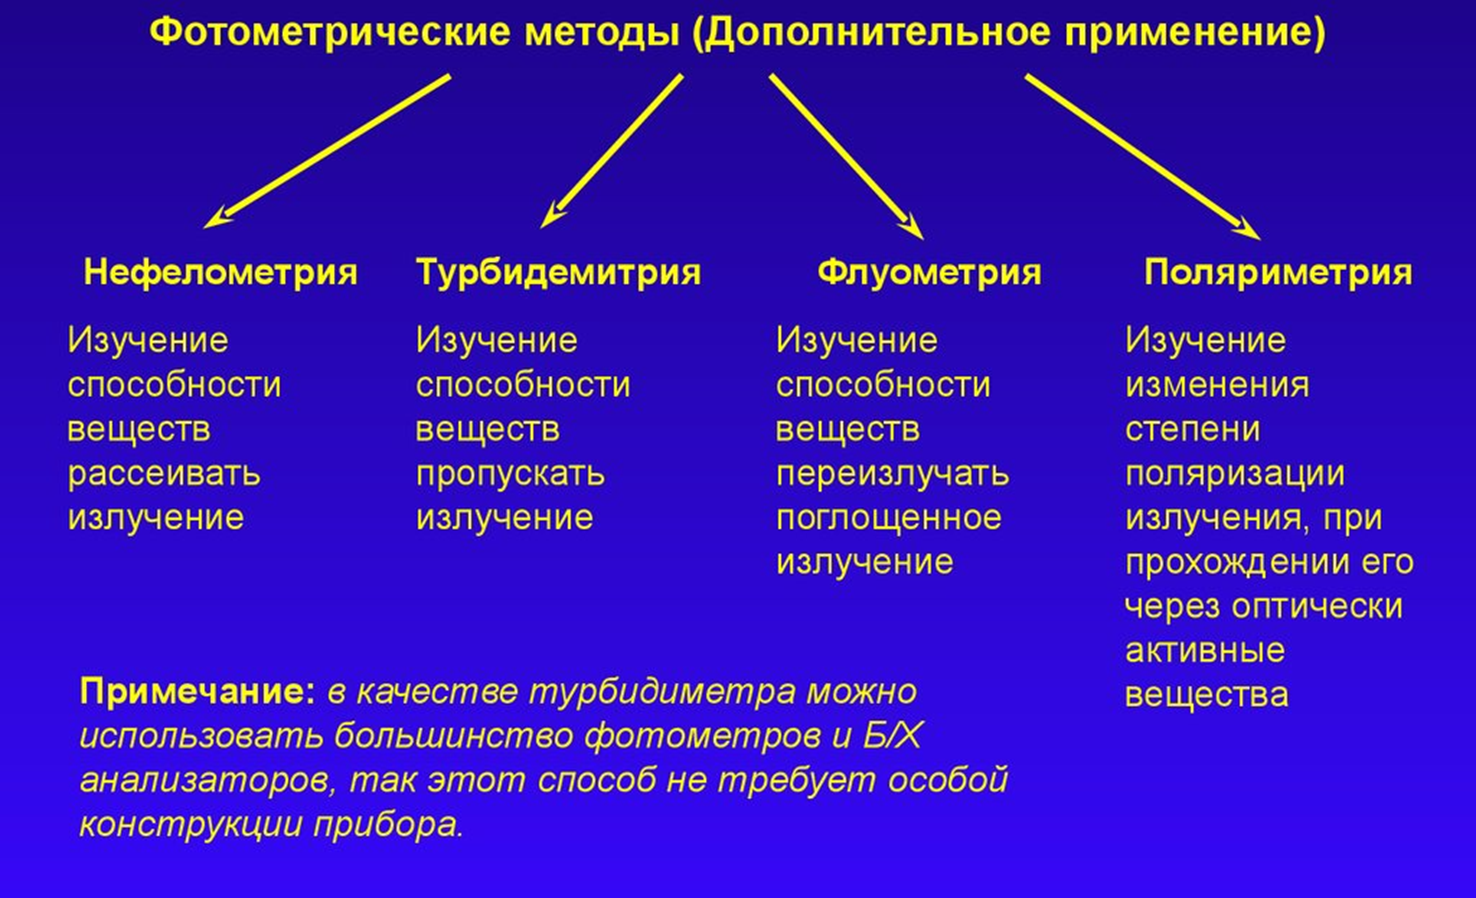 Фотометрические методы (Дополнительное применение)
Нефелометрия
Изучение
способности
веществ
рассеивать
излучение
Турбидемитрия
Изучение
способности
веществ
пропускать
излучение
Флуометрия
Изучение
способности
веществ
переизлучать
поглощенное
излучение
Поляриметрия
Изучение
изменения
степени
поляризации
излучения, при
прохождении его
через оптически
активные
вещества
Примечание: в качестве турбидиметра можно
использовать большинство фотометров и Б/Х
анализаторов, так этот способ не требует особой
конструкции прибора.